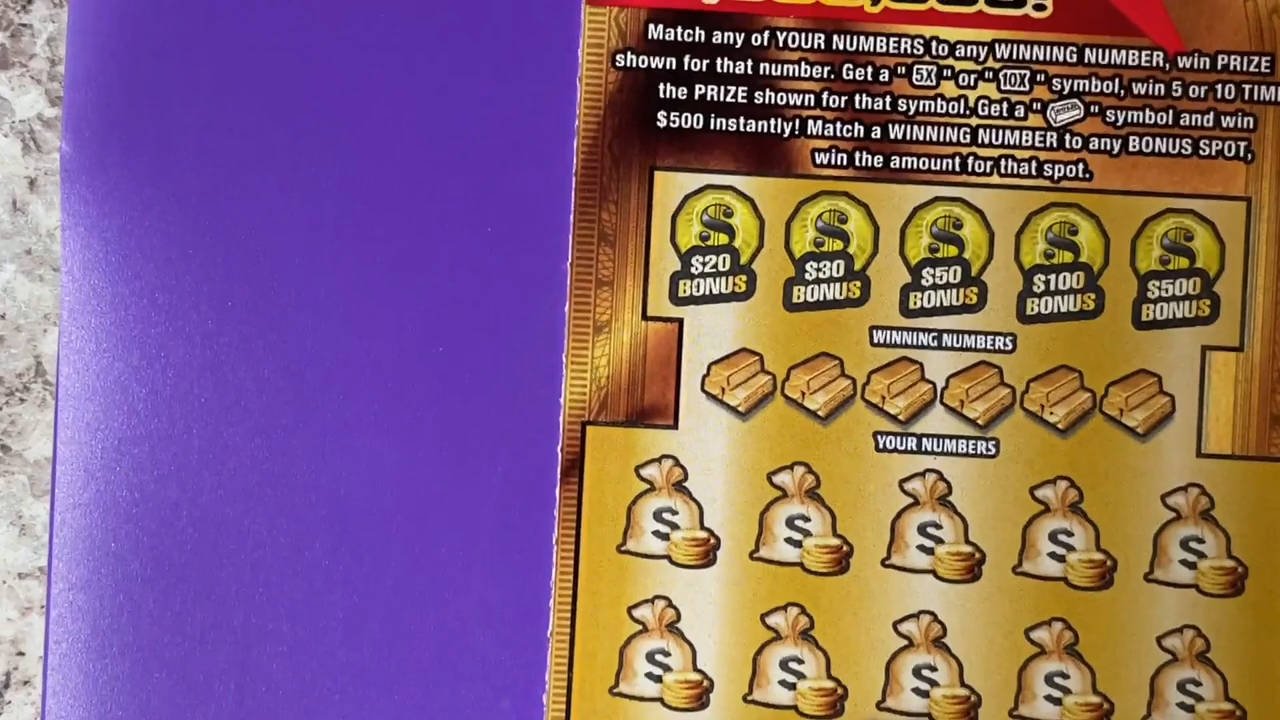 Match any of YOUR NUMBERS to any WINNING NUMBER, win PRIZE
shown for that number. Get a " 5X " or " 10X " symbol, win 5 or 10
the PRIZE shown for that symbol. Get a " " symbol and win
$500 instantly! Match a WINNING NUMBER to any BONUS SPOT,
win the amount for that spot.
$20 BONUS
$30 BONUS
$50 BONUS
$100 BONUS
$500 BONUS
WINNING NUMBERS
YOUR NUMBERS